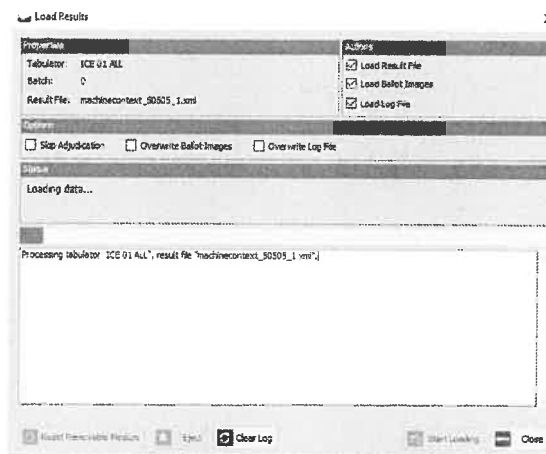 Load Results
Properties
Actions
Tabulator: ICE 01 ALL
Batch: 0
Result File: machinecontext_50505_1.xml
Load Result File
Load Ballot Images
Load Log File
Options
Skip Adjudication
Overwrite Ballot Images
Overwrite Log File
Status
Loading data...
Processing tabulator "ICE 01 ALL", result file "machinecontext_50505_1.xml".
Eject
Clear Log
Start Loading
Close